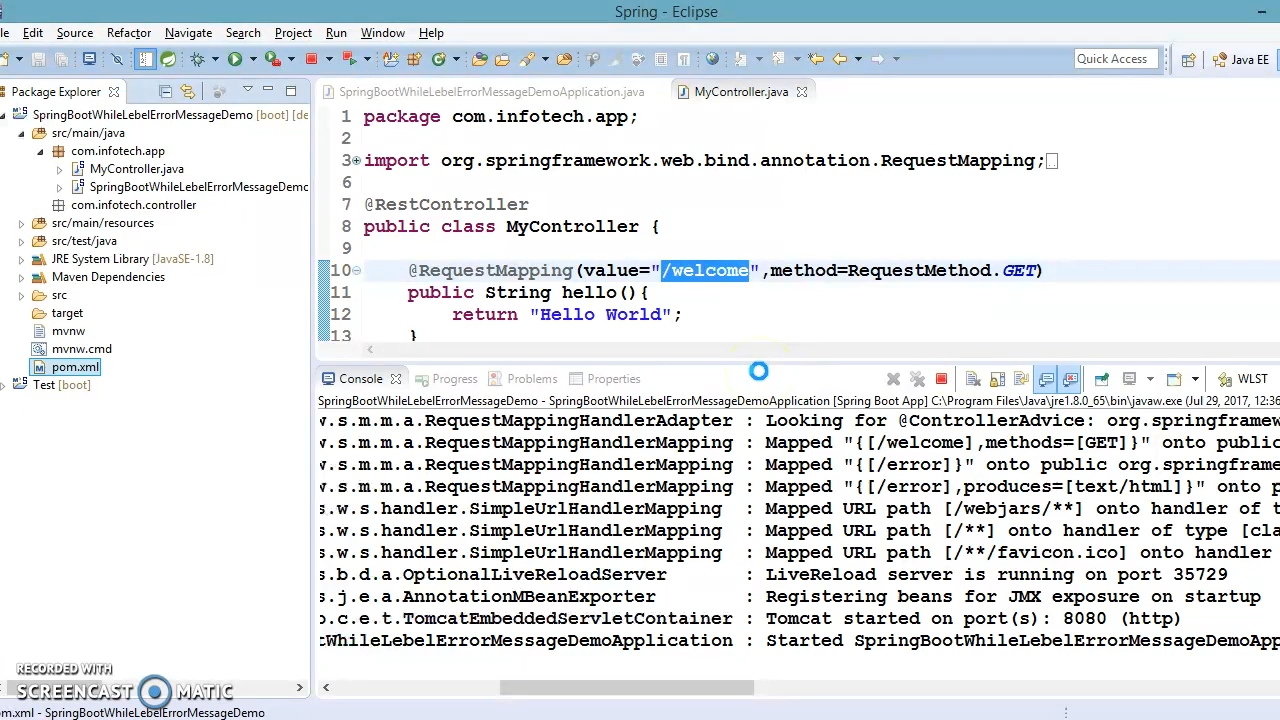 Spring - Eclipse
le Edit Source Refactor Navigate Search Project Run Window Help
Quick Access
Java EE
Package Explorer
SpringBootWhileLebelErrorMessageDemo [boot] [de
src/main/java
com.infotech.app
MyController.java
SpringBootWhileLebelErrorMessageDemo
com.infotech.controller
src/main/resources
src/test/java
JRE System Library [JavaSE-1.8]
Maven Dependencies
src
target
mvnw
mvnw.cmd
pom.xml
Test [boot]
SpringBootWhileLebelErrorMessageDemoApplication.java
MyController.java
1 package com.infotech.app;
2
3 import org.springframework.web.bind.annotation.RequestMapping;
6
7 @RestController
8 public class MyController {
9
10 @RequestMapping(value="/welcome",method=RequestMethod.GET)
11 public String hello(){
12 return "Hello World";
13 }
Console Progress Problems Properties
WLST
SpringBootWhileLebelErrorMessageDemo - SpringBootWhileLebelErrorMessageDemoApplication [Spring Boot App] C:\Program Files\Java\jre1.8.0_65\bin\javaw.exe (Jul 29, 2017, 12:36
w.s.m.m.a.RequestMappingHandlerAdapter : Looking for @ControllerAdvice: org.springframew
w.s.m.m.a.RequestMappingHandlerMapping : Mapped "{[/welcome],methods=[GET]}" onto public
w.s.m.m.a.RequestMappingHandlerMapping : Mapped "{[/error]}" onto public org.springframe
w.s.m.m.a.RequestMappingHandlerMapping : Mapped "{[/error],produces=[text/html]}" onto p
s.w.s.handler.SimpleUrlHandlerMapping : Mapped URL path [/webjars/**] onto handler of t
s.w.s.handler.SimpleUrlHandlerMapping : Mapped URL path [/**] onto handler of type [cla
s.w.s.handler.SimpleUrlHandlerMapping : Mapped URL path [/**/favicon.ico] onto handler
s.b.d.a.OptionalLiveReloadServer : LiveReload server is running on port 35729
s.j.e.a.AnnotationMBeanExporter : Registering beans for JMX exposure on startup
o.c.e.t.TomcatEmbeddedServletContainer : Tomcat started on port(s): 8080 (http)
tWhileLebelErrorMessageDemoApplication : Started SpringBootWhileLebelErrorMessageDemoApp
RECORDED WITH
SCREENCAST MATIC
om.xml - SpringBootWhileLebelErrorMessageDemo